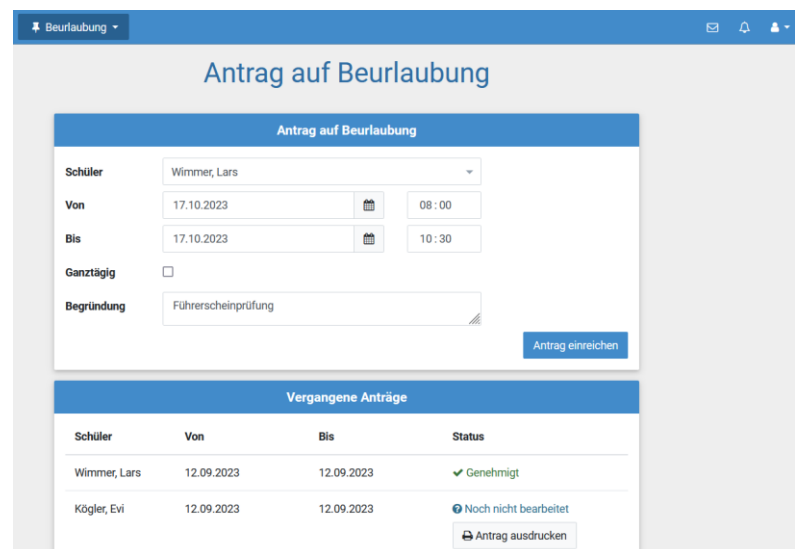 Beurlaubung
Antrag auf Beurlaubung
Antrag auf Beurlaubung
Schüler Wimmer, Lars
Von 17.10.2023 08:00
Bis 17.10.2023 10:30
Ganztägig
Begründung Führerscheinprüfung
Antrag einreichen
Vergangene Anträge
Schüler Von Bis Status
Wimmer, Lars 12.09.2023 12.09.2023 Genehmigt
Kögler, Evi 12.09.2023 12.09.2023 Noch nicht bearbeitet
Antrag ausdrucken